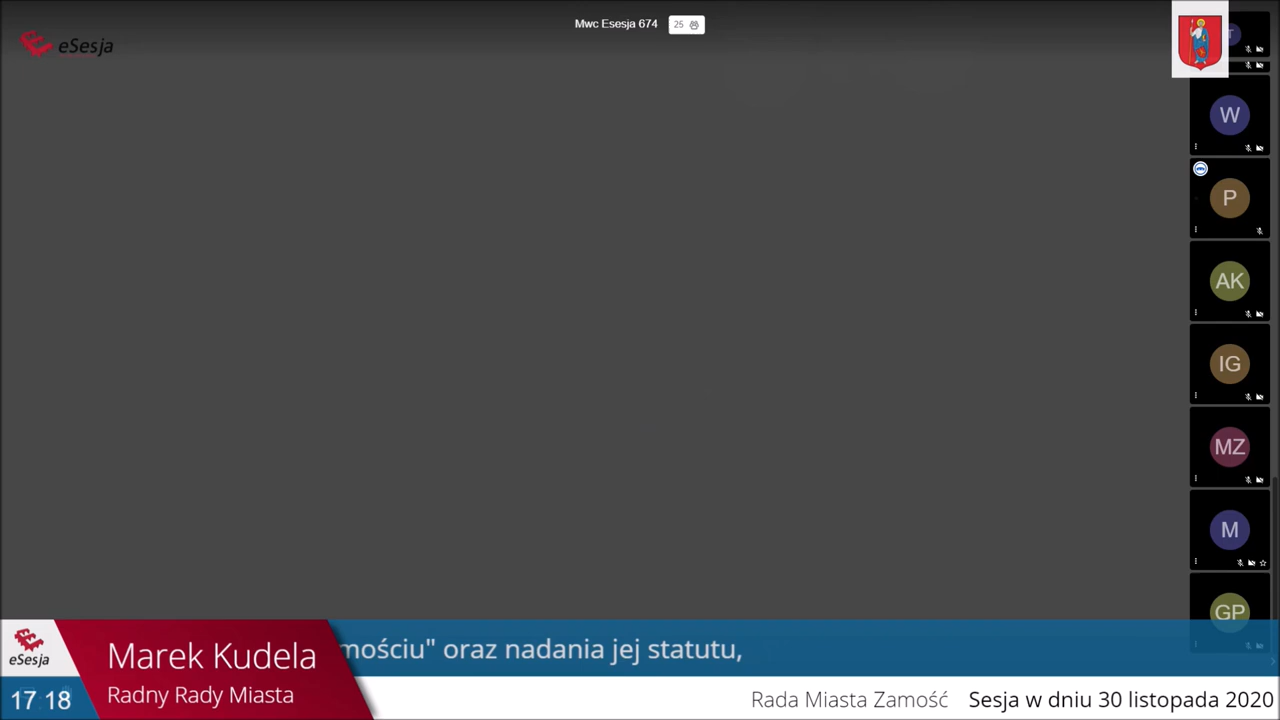 Mwc Esesja 674 25
eSesja
T
W
P
AK
IG
MZ
M
GP
mościu" oraz nadania jej statutu,
Marek Kudela
Radny Rady Miasta
eSesja
17 18
Rada Miasta Zamość Sesja w dniu 30 listopada 2020